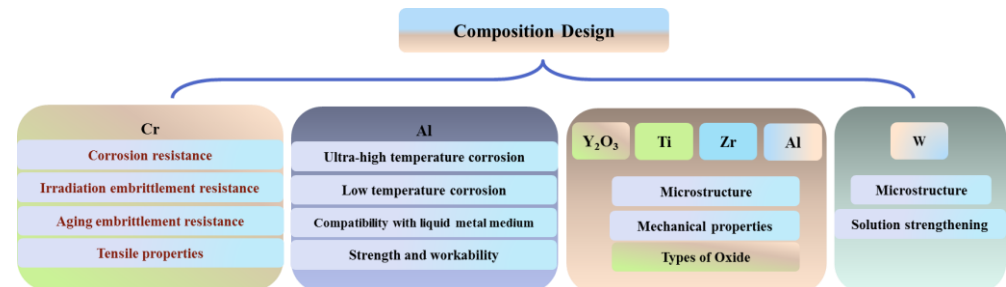 Composition Design
Cr
Corrosion resistance
Irradiation embrittlement resistance
Aging embrittlement resistance
Tensile properties
Al
Ultra-high temperature corrosion
Low temperature corrosion
Compatibility with liquid metal medium
Strength and workability
Y₂O₃ Ti Zr Al
Microstructure
Mechanical properties
Types of Oxide
W
Microstructure
Solution strengthening